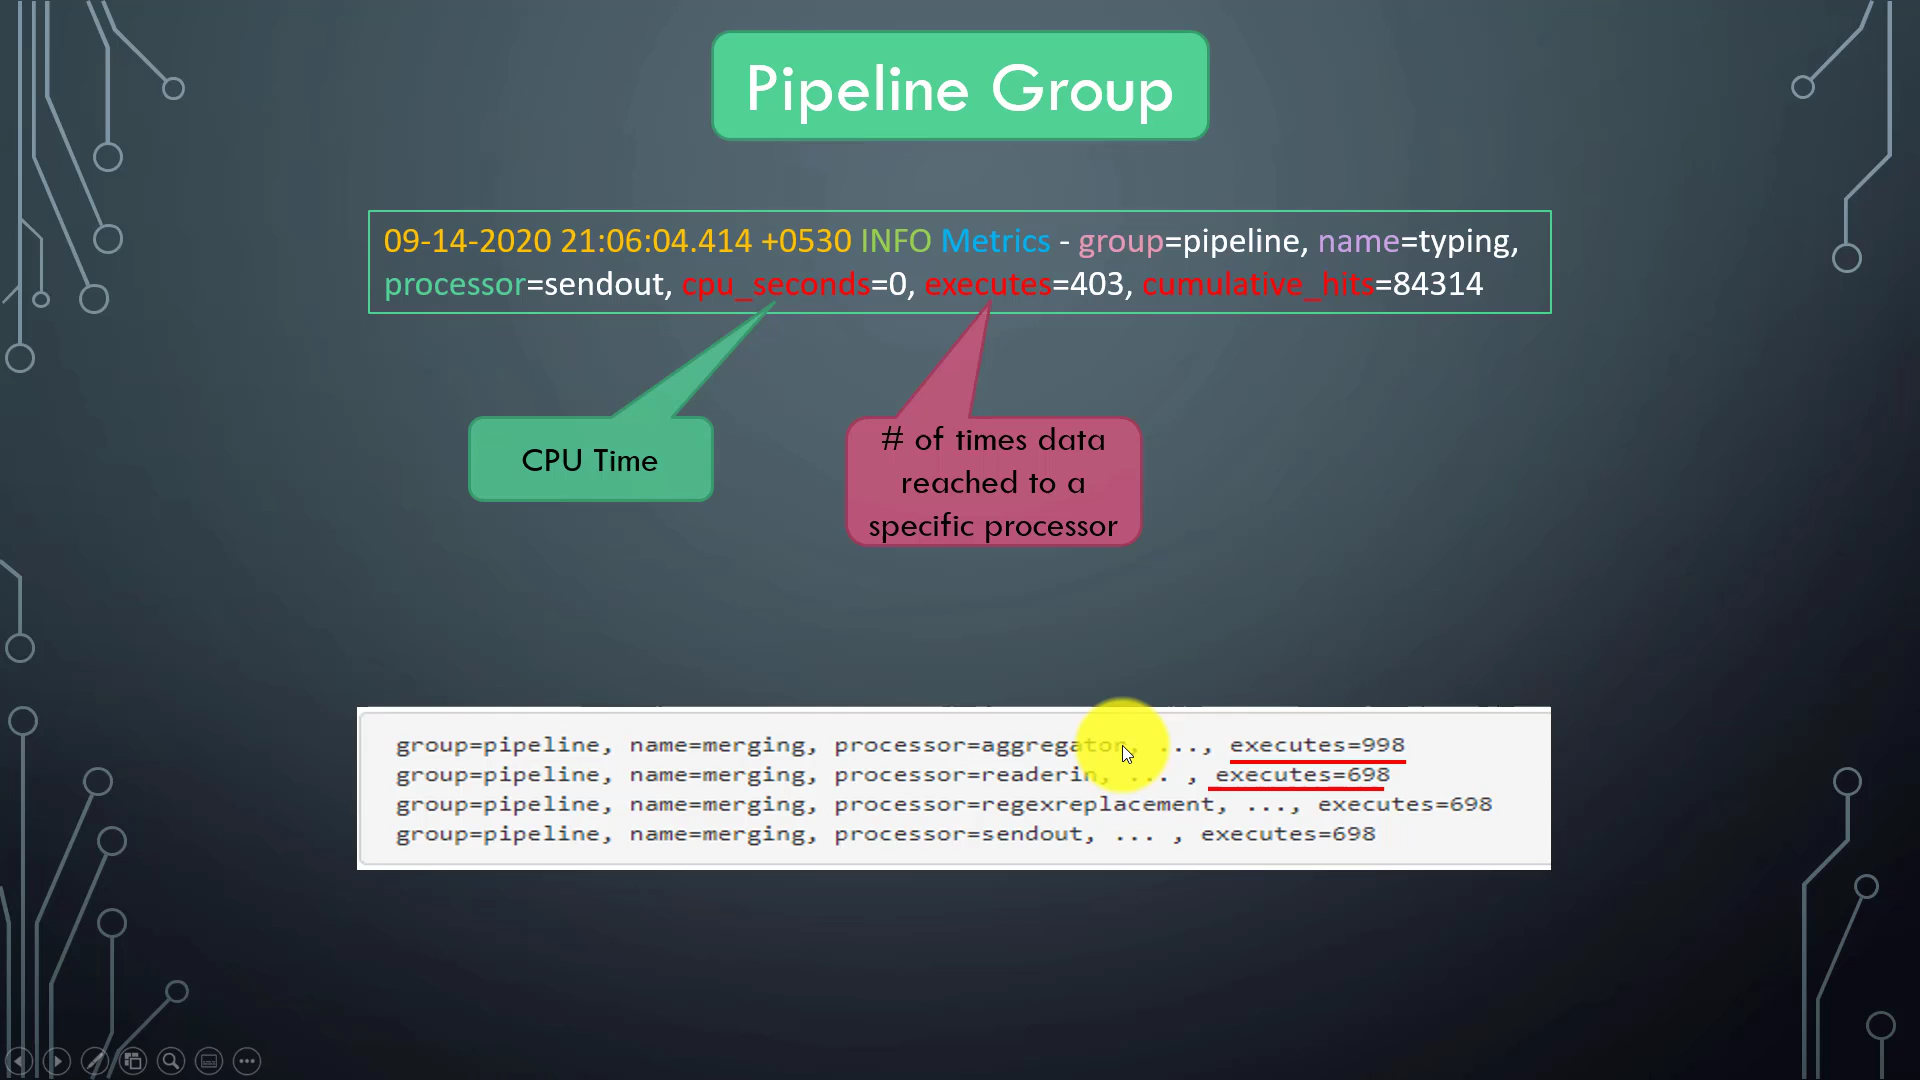 Pipeline Group
09-14-2020 21:06:04.414 +0530 INFO Metrics - group=pipeline, name=typing,
processor=sendout, cpu_seconds=0, executes=403, cumulative_hits=84314
CPU Time
# of times data
reached to a
specific processor
group=pipeline, name=merging, processor=aggregator, ..., executes=998
group=pipeline, name=merging, processor=readerin, ... , executes=698
group=pipeline, name=merging, processor=regexreplacement, ..., executes=698
group=pipeline, name=merging, processor=sendout, ... , executes=698